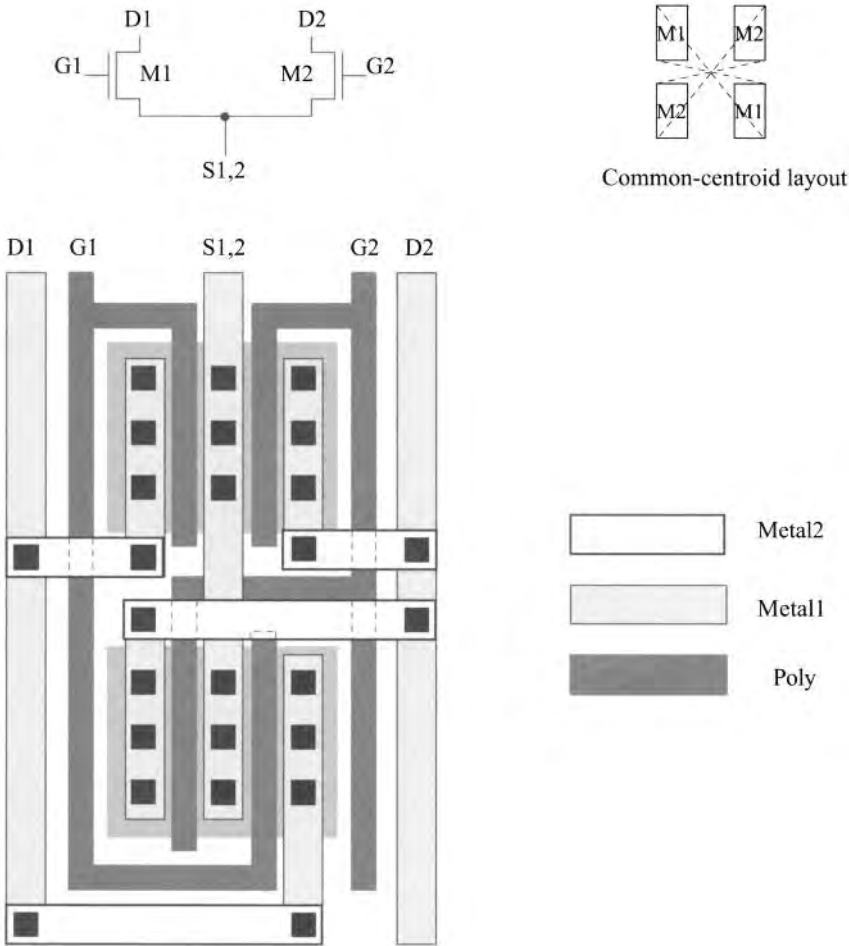 D1
D2
G1
M1
M2
G2
S1,2
M1
M2
M2
M1
Common-centroid layout
D1
G1
S1,2
G2
D2
Metal2
Metal1
Poly